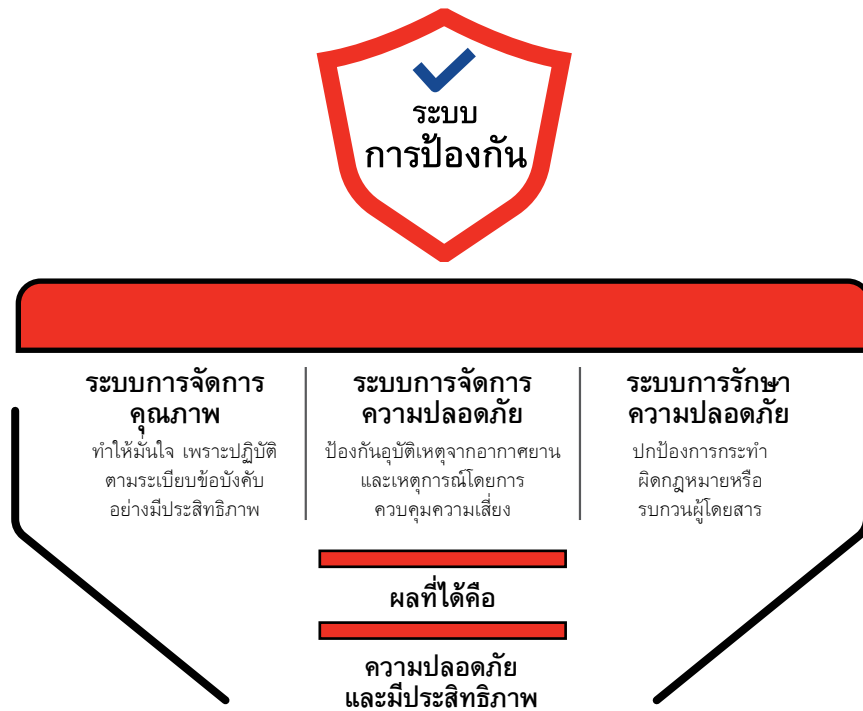 ระบบ
การป้องกัน
ระบบการจัดการ
คุณภาพ
ทำให้มั่นใจ เพราะปฏิบัติ
ตามระเบียบข้อบังคับ
อย่างมีประสิทธิภาพ
ระบบการจัดการ
ความปลอดภัย
ป้องกันอุบัติเหตุจากอากาศยาน
และเหตุการณ์โดยการ
ควบคุมความเสี่ยง
ระบบการรักษา
ความปลอดภัย
ปกป้องการกระทำ
ผิดกฎหมายหรือ
รบกวนผู้โดยสาร
ผลที่ได้คือ
ความปลอดภัย
และมีประสิทธิภาพ